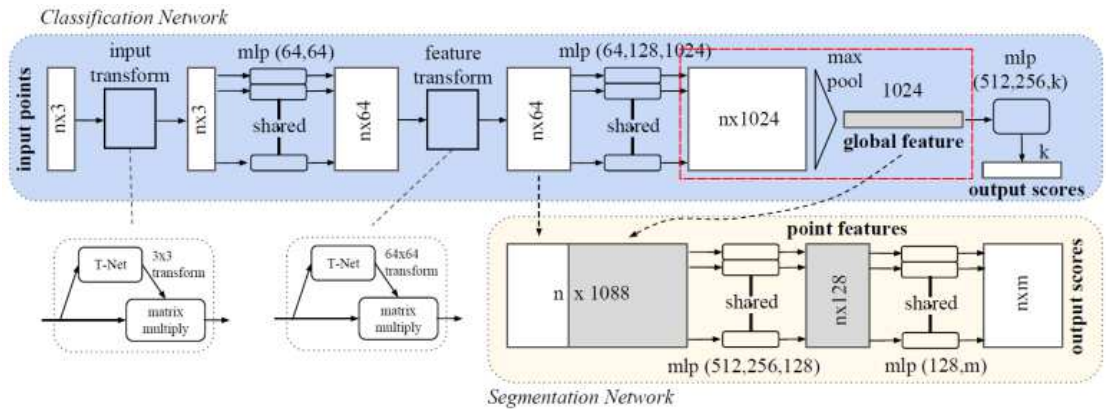 Classification Network
input points
nx3
input
transform
nx3
mlp (64,64)
shared
nx64
feature
transform
nx64
mlp (64,128,1024)
shared
nx1024
max
pool
1024
global feature
mlp
(512,256,k)
k
output scores
T-Net
3x3
transform
matrix
multiply
T-Net
64x64
transform
matrix
multiply
point features
n x 1088
shared
mlp (512,256,128)
nx128
shared
mlp (128,m)
nxm
output scores
Segmentation Network